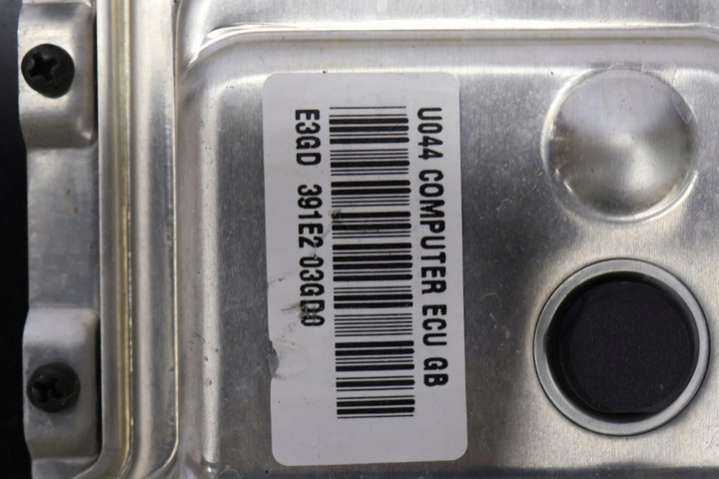 U044 COMPUTER ECU GB
E3GD 391E2 03GD0